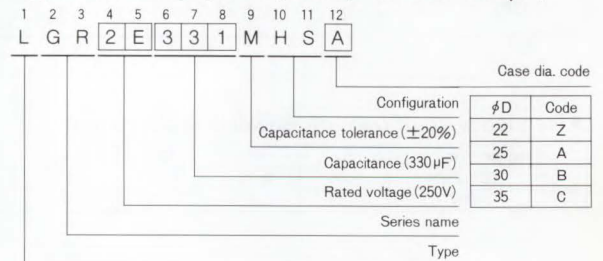 1 2 3 4 5 6 7 8 9 10 11 12
L G R 2 E 3 3 1 M H S A
Case dia. code
Configuration
Capacitance tolerance (±20%)
Capacitance (330µF)
Rated voltage (250V)
Series name
Type
φD Code
22 Z
25 A
30 B
35 C